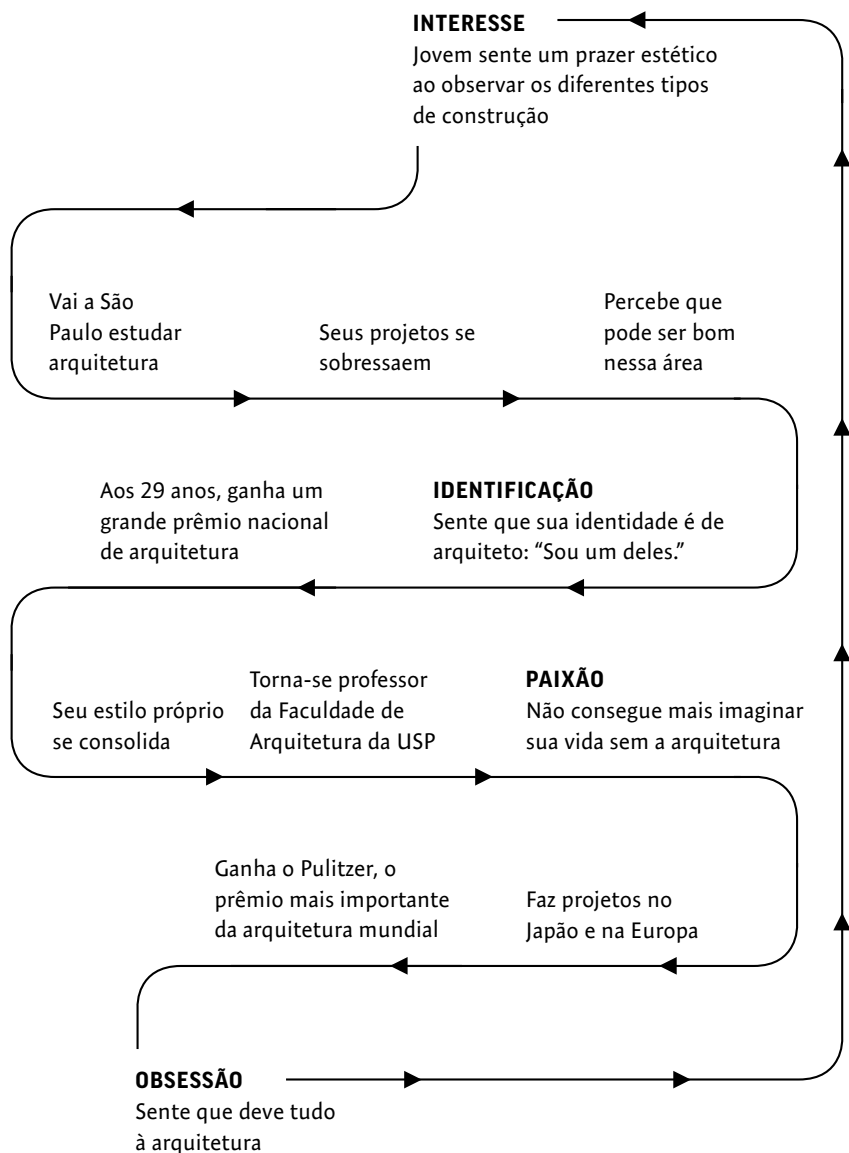 INTERESSE
Jovem sente um prazer estético
ao observar os diferentes tipos
de construção
Vai a São
Paulo estudar
arquitetura
Seus projetos se
sobressaem
Percebe que
pode ser bom
nessa área
IDENTIFICAÇÃO
Sente que sua identidade é de
arquiteto: “Sou um deles.”
Aos 29 anos, ganha um
grande prêmio nacional
de arquitetura
Seu estilo próprio
se consolida
Torna-se professor
da Faculdade de
Arquitetura da USP
PAIXÃO
Não consegue mais imaginar
sua vida sem a arquitetura
Faz projetos no
Japão e na Europa
Ganha o Pulitzer, o
prêmio mais importante
da arquitetura mundial
OBSESSÃO
Sente que deve tudo
à arquitetura